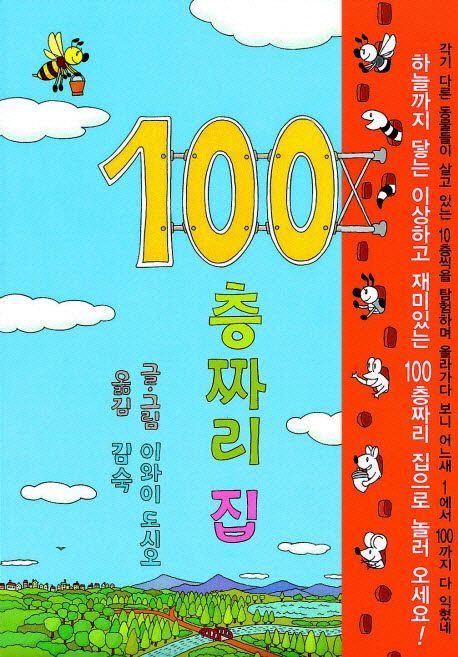 100
층짜리 집
글·그림 이와이 도시오
옮김 김숙
각기 다른 동물들이 살고 있는 10층씩을 탐험하며 올라가다 보니 어느새 1에서 100까지 다 익혔네
하늘까지 닿는 이상하고 재미있는 100층짜리 집으로 놀러 오세요!